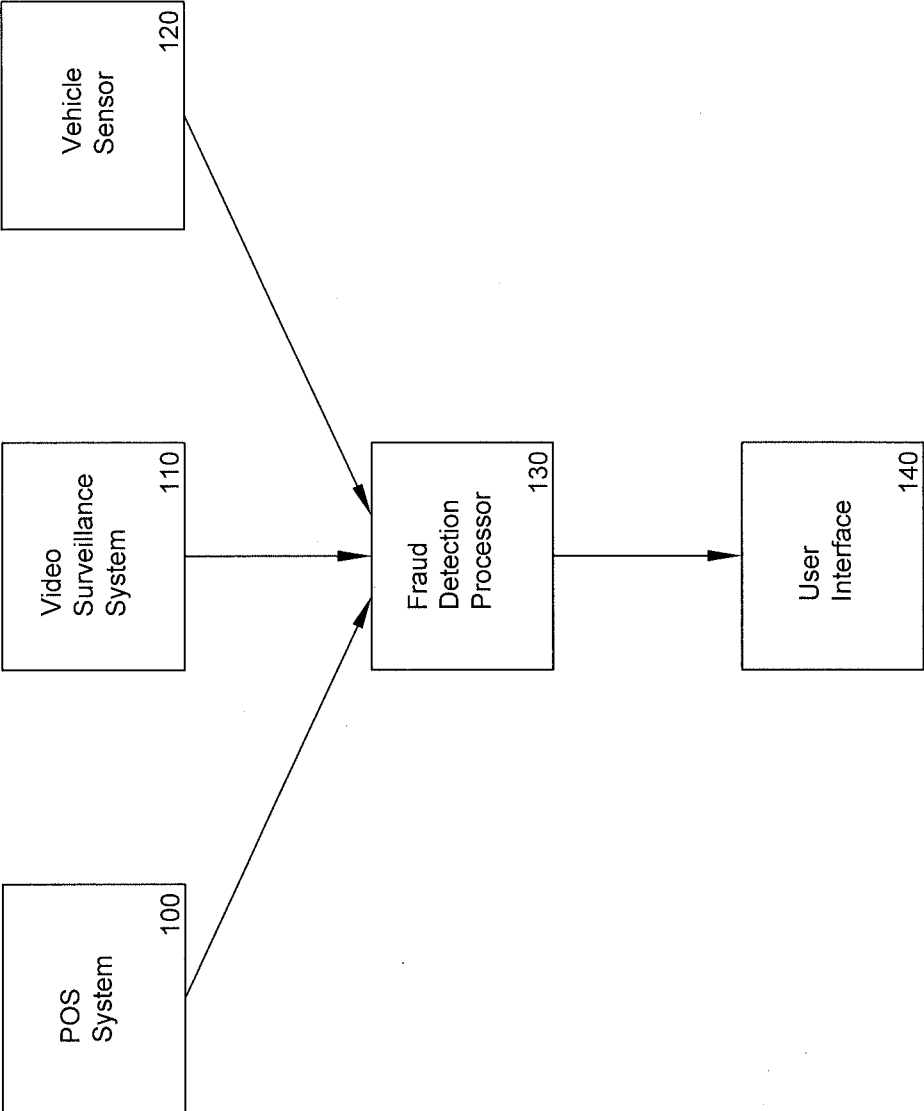 POS
System
100
Video
Surveillance
System
110
Vehicle
Sensor
120
Fraud
Detection
Processor
130
User
Interface
140